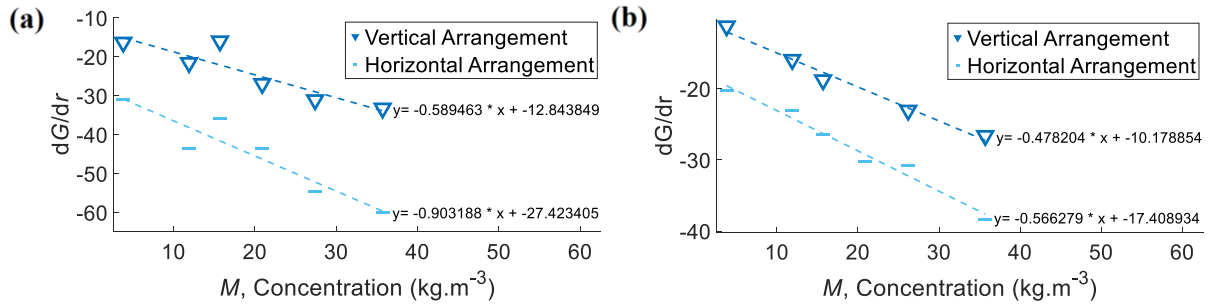 (a)
-10
-20
-30
-40
-50
-60
dG/dr
Vertical Arrangement
Horizontal Arrangement
y= -0.589463 * x + -12.843849
y= -0.903188 * x + -27.423405
10 20 30 40 50 60
M, Concentration (kg.m⁻³)
(b)
-20
-30
-40
dG/dr
Vertical Arrangement
Horizontal Arrangement
y= -0.478204 * x + -10.178854
y= -0.566279 * x + -17.408934
10 20 30 40 50 60
M, Concentration (kg.m⁻³)